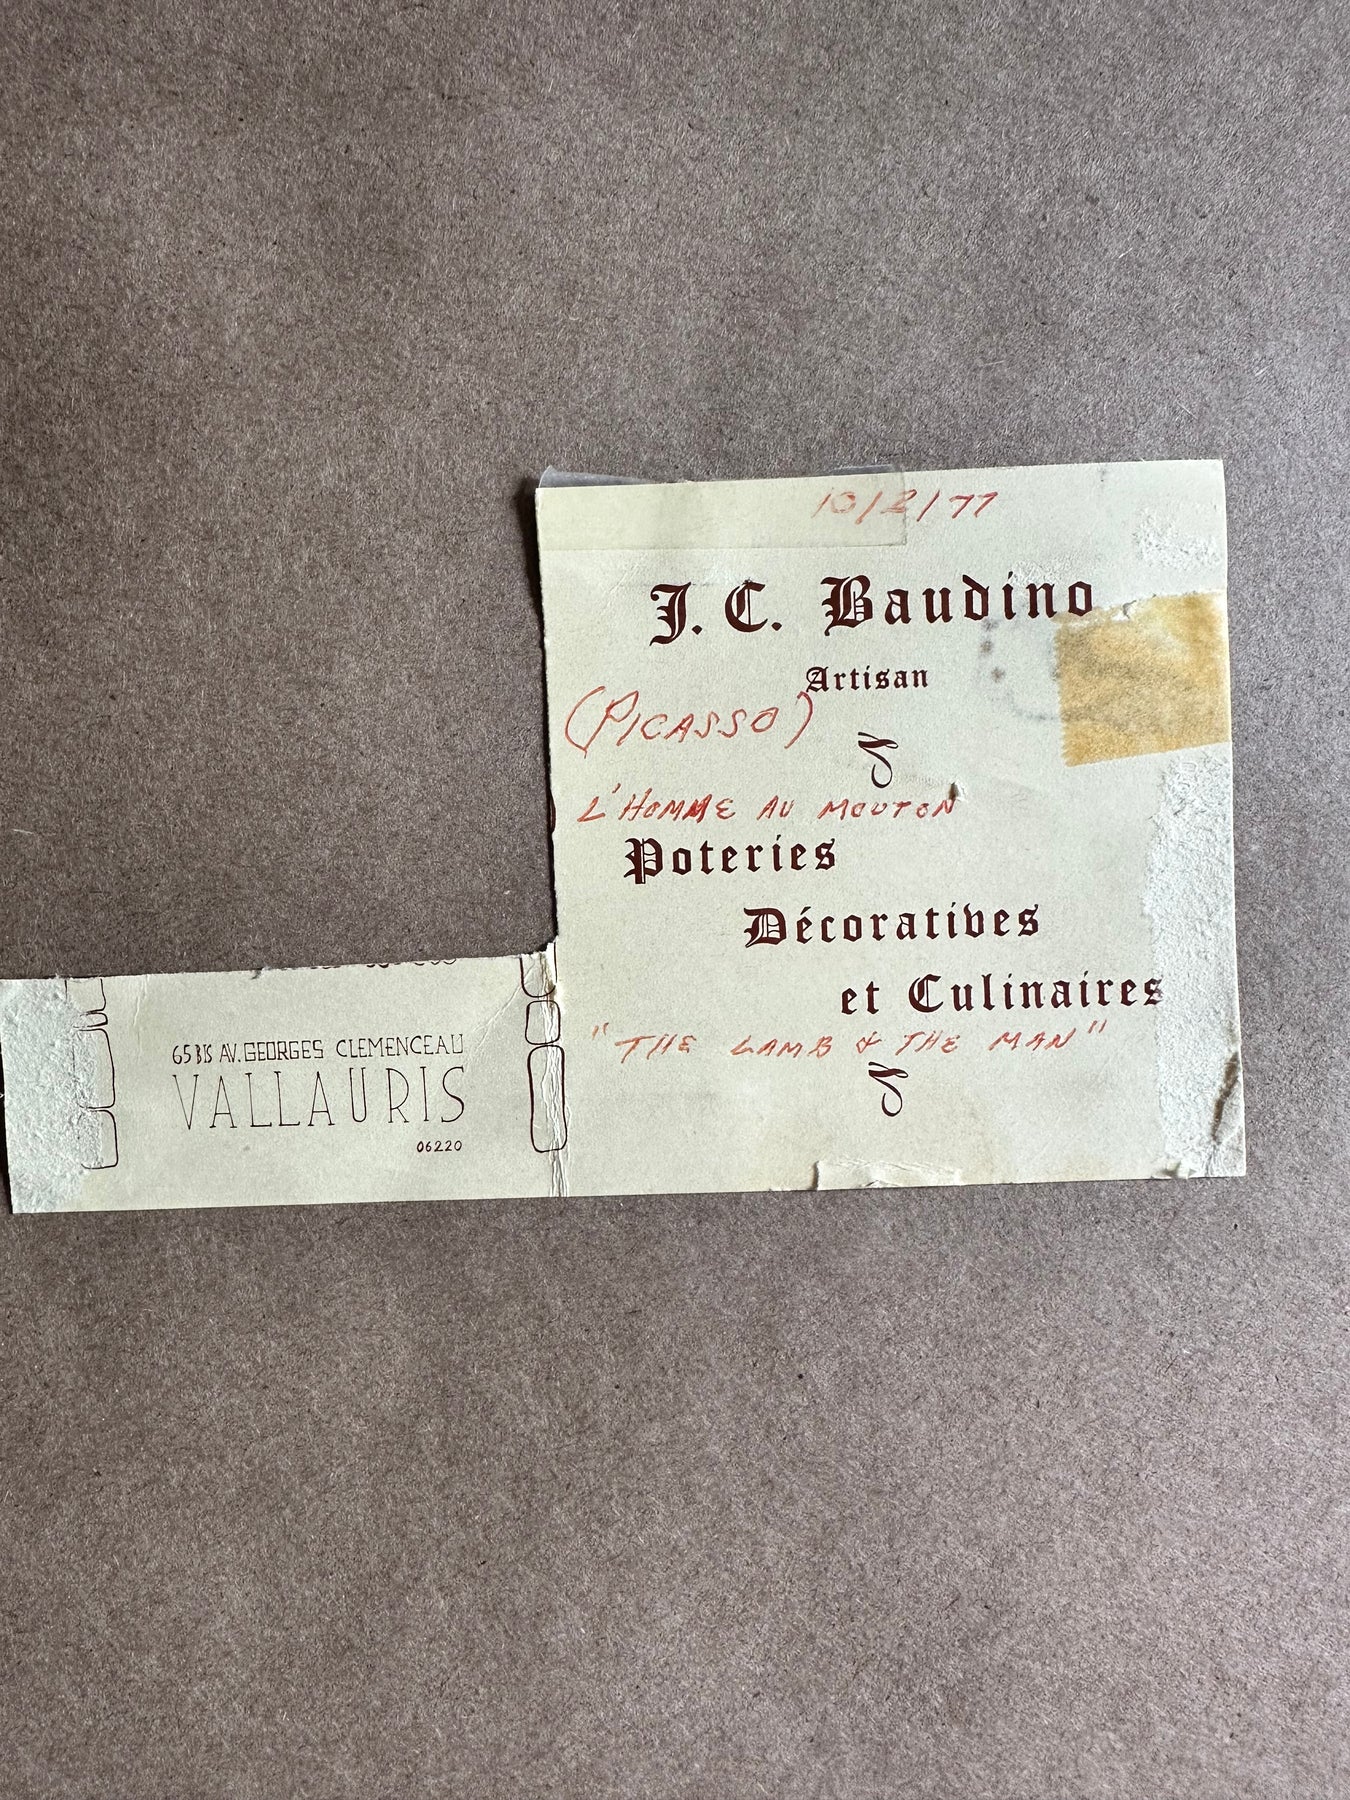 10/2/77
J. C. Baudino
Artisan
(PICASSO)
L'HOMME AU MOUTON
Poteries
Décoratives
et Culinaires
"THE LAMB & THE MAN"
65 BIS AV. GEORGES CLEMENCEAU
VALLAURIS
06220